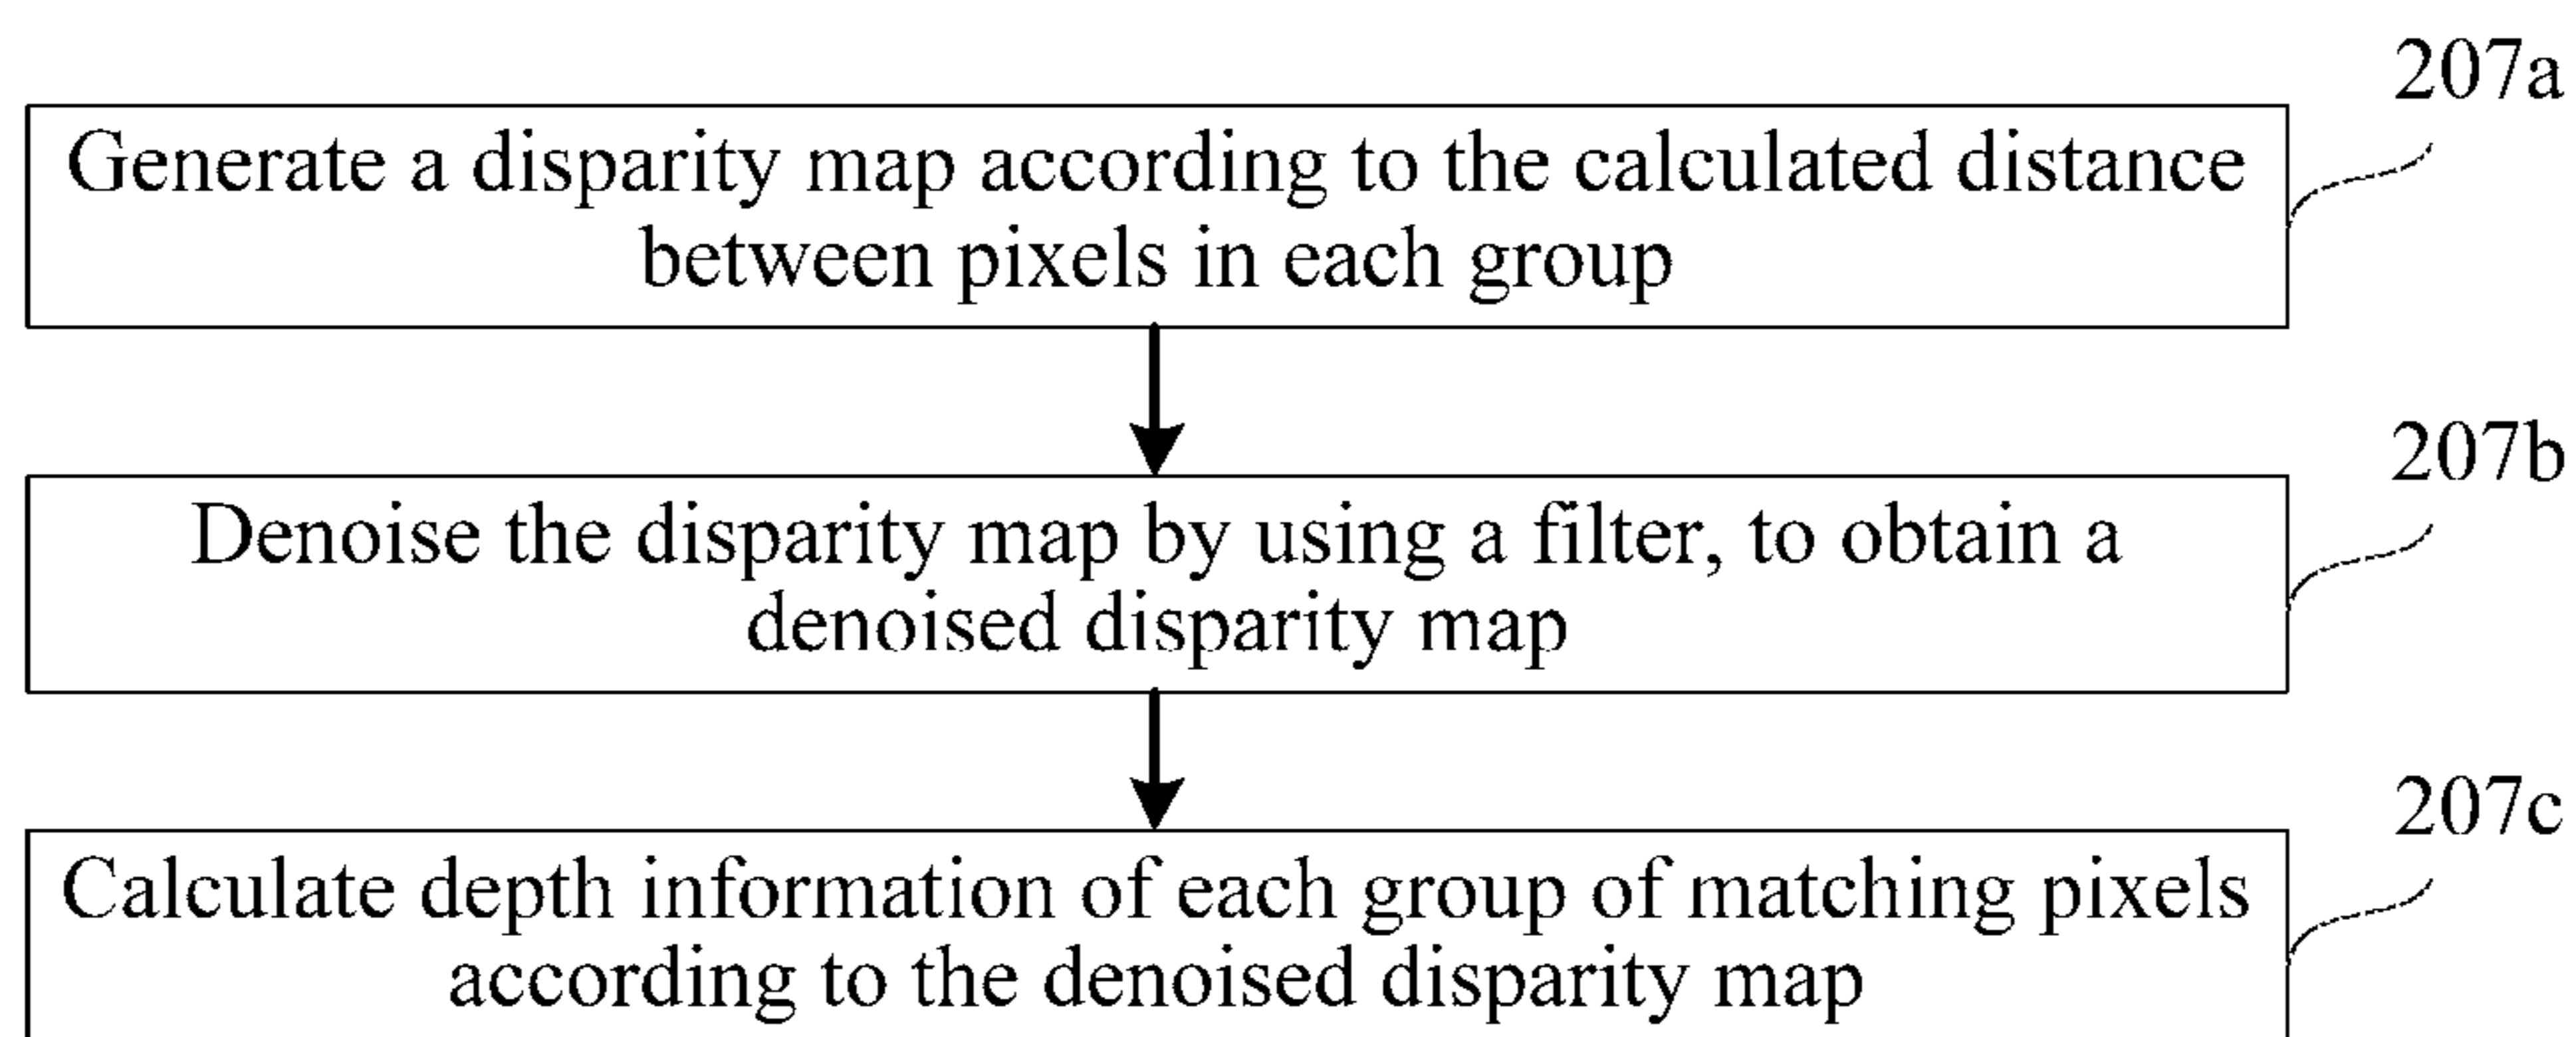 207a
Generate a disparity map according to the calculated distance
between pixels in each group
207b
Denoise the disparity map by using a filter, to obtain a
denoised disparity map
207c
Calculate depth information of each group of matching pixels
according to the denoised disparity map